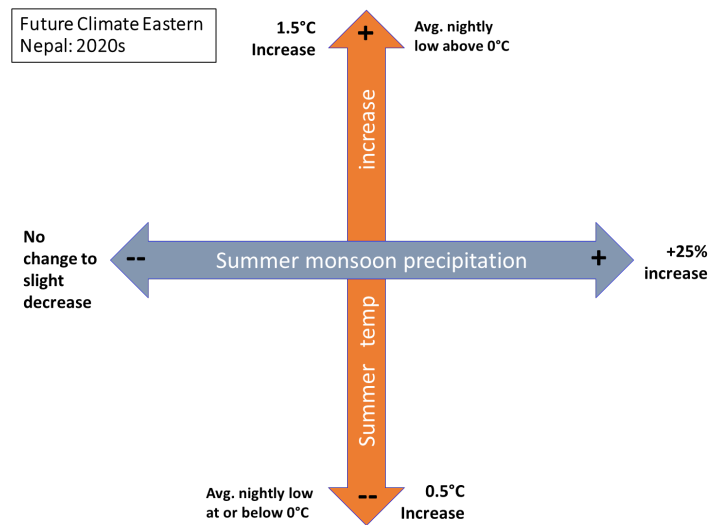 Future Climate Eastern
Nepal: 2020s
1.5°C
Increase
+
Avg. nightly
low above 0°C
increase
No
change to
slight
decrease
--
Summer monsoon precipitation
+
+25%
increase
Summer temp
Avg. nightly low
at or below 0°C
--
0.5°C
Increase